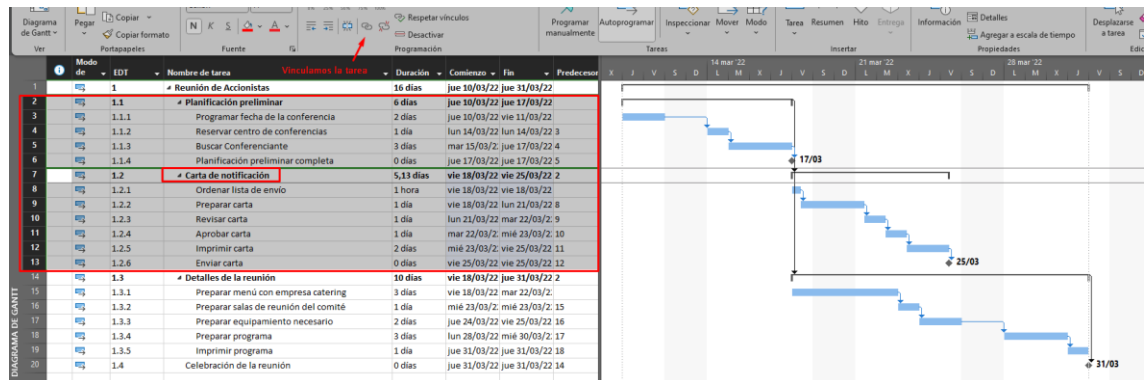 Diagrama de Gantt
Ver
Pegar
Copiar
Copiar formato
Portapapeles
N K S A
Fuente
Respetar vínculos
Desactivar
Programación
Programar manualmente
Autoprogramar
Inspeccionar
Mover
Modo
Tareas
Tarea
Resumen
Hito
Entrega
Insertar
Información
Detalles
Agregar a escala de tiempo
Propiedades
Desplazarse a tarea
Vinculamos la tarea
Modo de EDT Nombre de tarea Duración Comienzo Fin Predecesor
14 mar '22 21 mar '22 28 mar '22
X J V S D L M X J V S D L M X J V S D L M X J V S
1 1 Reunión de Accionistas 16 días jue 10/03/22 jue 31/03/22
2 1.1 Planificación preliminar 6 días jue 10/03/22 jue 17/03/22
3 1.1.1 Programar fecha de la conferencia 2 días jue 10/03/22 vie 11/03/22
4 1.1.2 Reservar centro de conferencias 1 día lun 14/03/22 lun 14/03/22 3
5 1.1.3 Buscar Conferenciante 3 días mar 15/03/2: jue 17/03/22 4
6 1.1.4 Planificación preliminar completa 0 días jue 17/03/22 jue 17/03/22 5
17/03
7 1.2 Carta de notificación 5,13 días vie 18/03/22 vie 25/03/22 2
8 1.2.1 Ordenar lista de envío 1 hora vie 18/03/22 vie 18/03/22
9 1.2.2 Preparar carta 1 día vie 18/03/22 lun 21/03/22 8
10 1.2.3 Revisar carta 1 día lun 21/03/22 mar 22/03/2: 9
11 1.2.4 Aprobar carta 1 día mar 22/03/2: mié 23/03/2: 10
12 1.2.5 Imprimir carta 2 días mié 23/03/2: vie 25/03/22 11
13 1.2.6 Enviar carta 0 días vie 25/03/22 vie 25/03/22 12
25/03
14 1.3 Detalles de la reunión 10 días vie 18/03/22 jue 31/03/22 2
15 1.3.1 Preparar menú con empresa catering 3 días vie 18/03/22 mar 22/03/2:
16 1.3.2 Preparar salas de reunión del comité 1 día mié 23/03/2: mié 23/03/2: 15
17 1.3.3 Preparar equipamiento necesario 2 días jue 24/03/22 vie 25/03/22 16
18 1.3.4 Preparar programa 3 días lun 28/03/22 mié 30/03/2: 17
19 1.3.5 Imprimir programa 1 día jue 31/03/22 jue 31/03/22 18
20 1.4 Celebración de la reunión 0 días jue 31/03/22 jue 31/03/22 14
31/03
DIAGRAMA DE GANTT